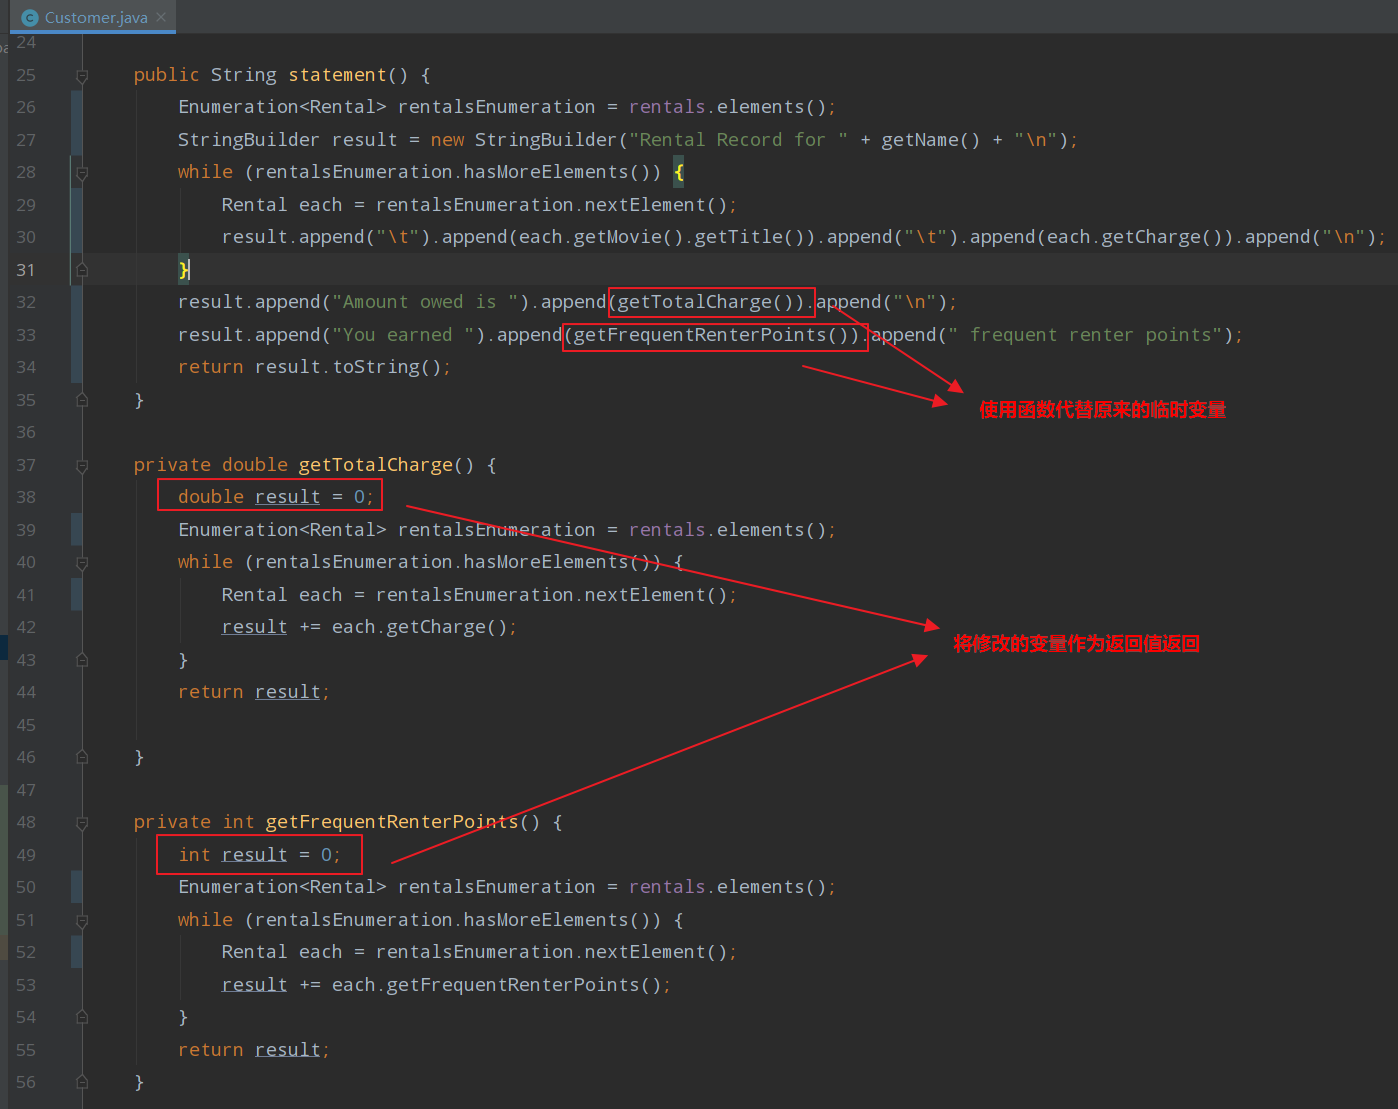 Customer.java
24
25 public String statement() {
26 Enumeration<Rental> rentalsEnumeration = rentals.elements();
27 StringBuilder result = new StringBuilder("Rental Record for " + getName() + "\n");
28 while (rentalsEnumeration.hasMoreElements()) {
29 Rental each = rentalsEnumeration.nextElement();
30 result.append("\t").append(each.getMovie().getTitle()).append("\t").append(each.getCharge()).append("\n");
31 }
32 result.append("Amount owed is ").append(getTotalCharge()).append("\n");
33 result.append("You earned ").append(getFrequentRenterPoints()).append(" frequent renter points");
34 return result.toString();
35 }
使用函数代替原来的临时变量
36
37 private double getTotalCharge() {
38 double result = 0;
39 Enumeration<Rental> rentalsEnumeration = rentals.elements();
40 while (rentalsEnumeration.hasMoreElements()) {
41 Rental each = rentalsEnumeration.nextElement();
42 result += each.getCharge();
43 }
将修改的变量作为返回值返回
44 return result;
45
46 }
47
48 private int getFrequentRenterPoints() {
49 int result = 0;
50 Enumeration<Rental> rentalsEnumeration = rentals.elements();
51 while (rentalsEnumeration.hasMoreElements()) {
52 Rental each = rentalsEnumeration.nextElement();
53 result += each.getFrequentRenterPoints();
54 }
55 return result;
56 }